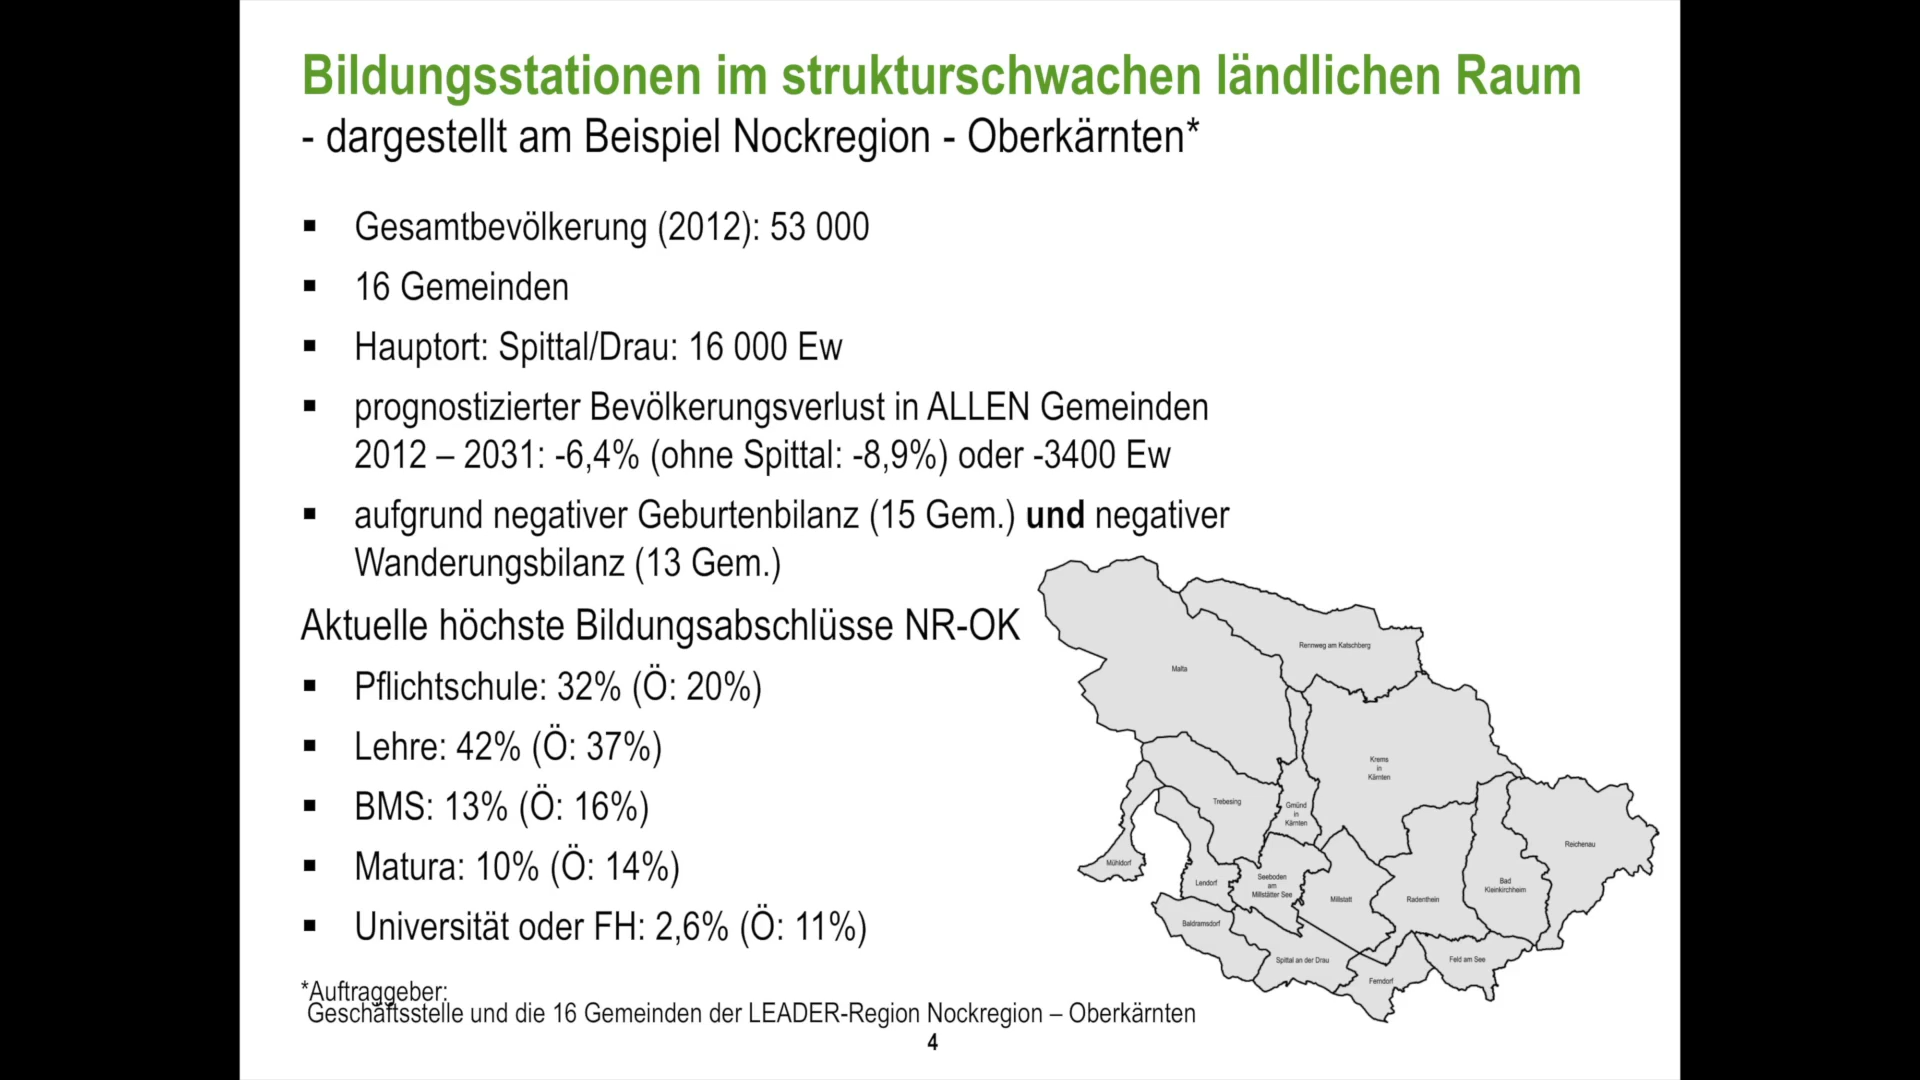 Bildungsstationen im strukturschwachen ländlichen Raum
- dargestellt am Beispiel Nockregion - Oberkärnten*
▪ Gesamtbevölkerung (2012): 53 000
▪ 16 Gemeinden
▪ Hauptort: Spittal/Drau: 16 000 Ew
▪ prognostizierter Bevölkerungsverlust in ALLEN Gemeinden
2012 – 2031: -6,4% (ohne Spittal: -8,9%) oder -3400 Ew
▪ aufgrund negativer Geburtenbilanz (15 Gem.) und negativer
Wanderungsbilanz (13 Gem.)
Aktuelle höchste Bildungsabschlüsse NR-OK
▪ Pflichtschule: 32% (Ö: 20%)
▪ Lehre: 42% (Ö: 37%)
▪ BMS: 13% (Ö: 16%)
▪ Matura: 10% (Ö: 14%)
▪ Universität oder FH: 2,6% (Ö: 11%)
Rennweg am Katschberg
Malta
Krems
in
Kärnten
Trebesing
Gmünd
in
Kärnten
Reichenau
Mühldorf
Lendorf
Seeboden
am
Millstätter See
Millstatt
Radenthein
Bad
Kleinkirchheim
Baldramsdorf
Spittal an der Drau
Feld am See
Ferndorf
*Auftraggeber:
Geschäftsstelle und die 16 Gemeinden der LEADER-Region Nockregion – Oberkärnten
4